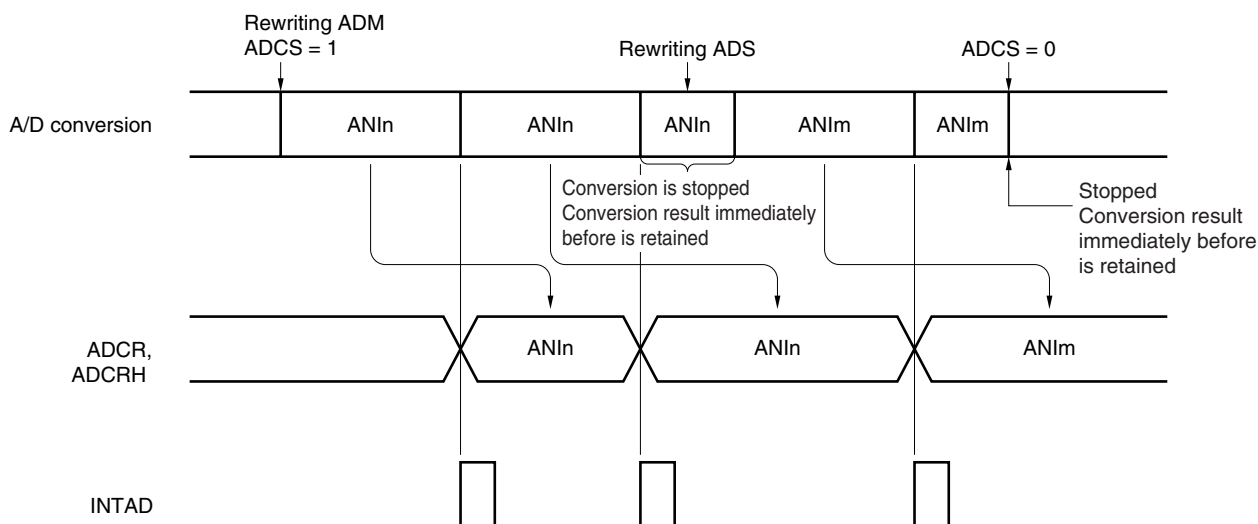 Rewriting ADM
ADCS = 1
Rewriting ADS
ADCS = 0
A/D conversion
ANIn
ANIn
ANIn
ANIm
ANIm
Conversion is stopped
Conversion result immediately
before is retained
Stopped
Conversion result
immediately before
is retained
ADCR,
ADCRH
ANIn
ANIn
ANIm
INTAD